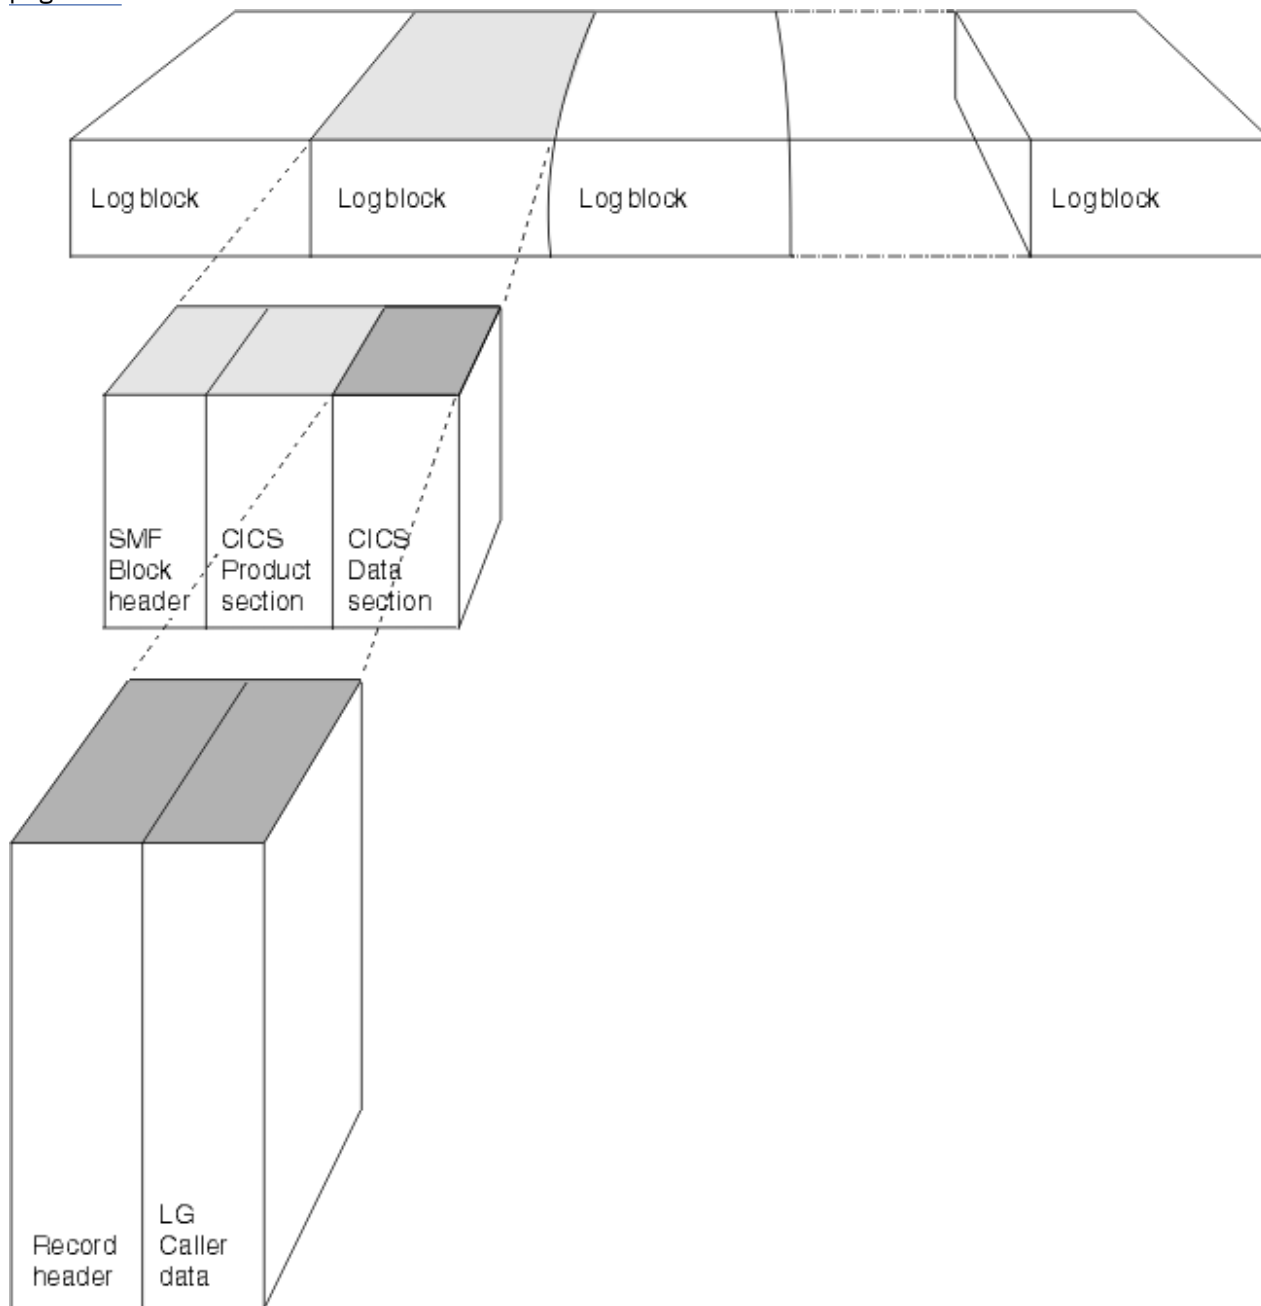 Log block
Log block
Log block
Log block
SMF
Block
header
CICS
Product
section
CICS
Data
section
Record
header
LG
Caller
data